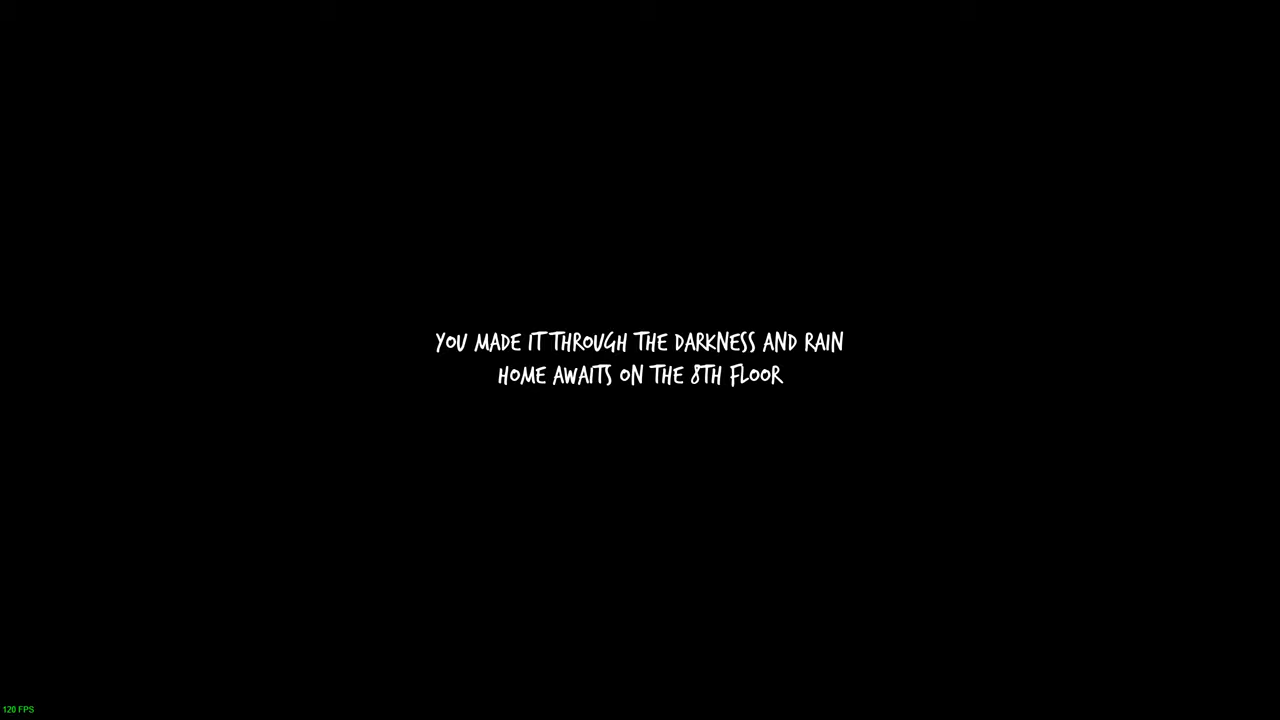 YOU MADE IT THROUGH THE DARKNESS AND RAIN
HOME AWAITS ON THE 8TH FLOOR
120 FPS